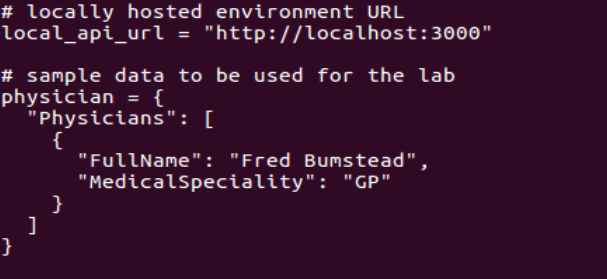 # locally hosted environment URL
local_api_url = "http://localhost:3000"

# sample data to be used for the lab
physician = {
  "Physicians": [
    {
      "FullName": "Fred Bumstead",
      "MedicalSpeciality": "GP"
    }
  ]
}